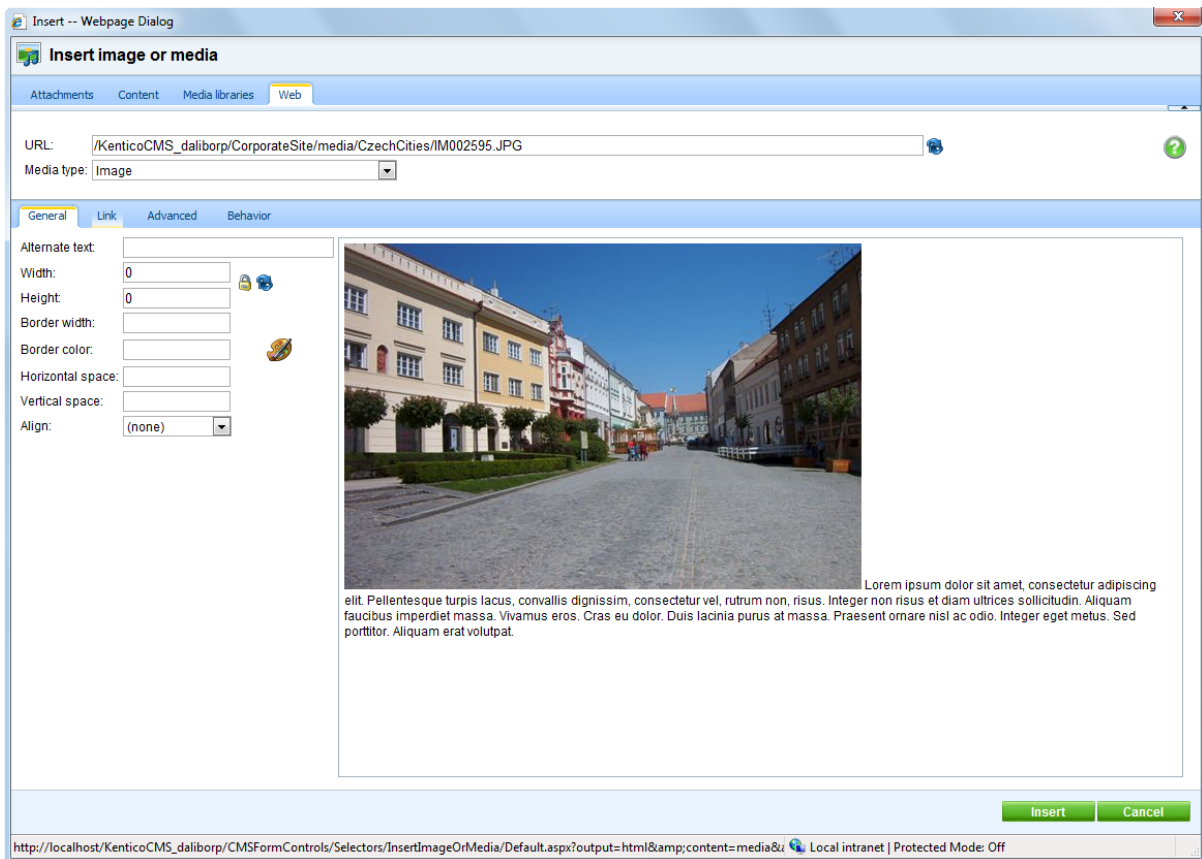 Insert -- Webpage Dialog
Insert image or media
Attachments Content Media libraries Web
URL: /KenticoCMS_daliborp/CorporateSite/media/CzechCities/IM002595.JPG
Media type: Image
General Link Advanced Behavior
Alternate text:
Width: 0
Height: 0
Border width:
Border color:
Horizontal space:
Vertical space:
Align: (none)
Lorem ipsum dolor sit amet, consectetur adipiscing
elit. Pellentesque turpis lacus, convallis dignissim, consectetur vel, rutrum non, risus. Integer non risus et diam ultrices sollicitudin. Aliquam
faucibus imperdiet massa. Vivamus eros. Cras eu dolor. Duis lacinia purus at massa. Praesent ornare nisl ac odio. Integer eget metus. Sed
porttitor. Aliquam erat volutpat.
Insert Cancel
http://localhost/KenticoCMS_daliborp/CMSFormControls/Selectors/InsertImageOrMedia/Default.aspx?output=html&amp;content=media& Local intranet | Protected Mode: Off